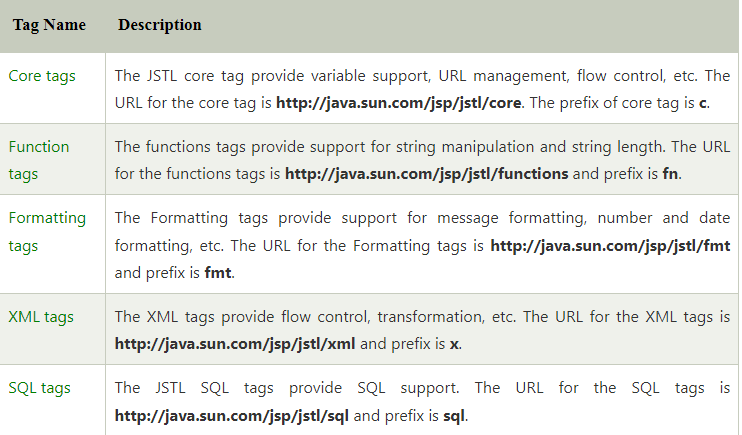 Tag Name Description
Core tags The JSTL core tag provide variable support, URL management, flow control, etc. The
URL for the core tag is http://java.sun.com/jsp/jstl/core. The prefix of core tag is c.
Function The functions tags provide support for string manipulation and string length. The URL
tags for the functions tags is http://java.sun.com/jsp/jstl/functions and prefix is fn.
Formatting The Formatting tags provide support for message formatting, number and date
tags formatting, etc. The URL for the Formatting tags is http://java.sun.com/jsp/jstl/fmt
and prefix is fmt.
XML tags The XML tags provide flow control, transformation, etc. The URL for the XML tags is
http://java.sun.com/jsp/jstl/xml and prefix is x.
SQL tags The JSTL SQL tags provide SQL support. The URL for the SQL tags is
http://java.sun.com/jsp/jstl/sql and prefix is sql.